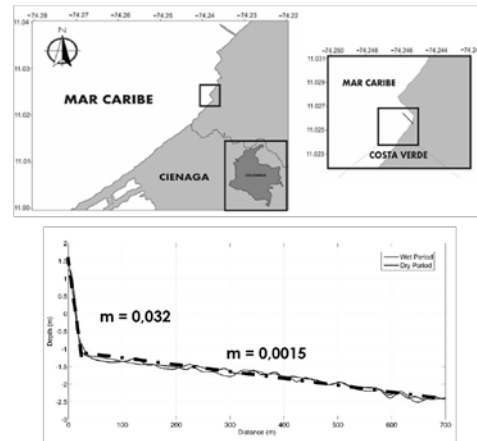 -74.28 -74.27 -74.26 -74.25 -74.24 -74.23 -74.22
11.04
11.03
11.02
11.01
11.00
N
MAR CARIBE
CIENAGA
-74.250 -74.248 -74.246 -74.244
11.031
11.027
11.025
11.023
MAR CARIBE
COSTA VERDE
Wet Period
Dry Period
2
1.5
1
0.5
0
-0.5
-1
-1.5
-2
-2.5
Depth (m)
m = 0,032
m = 0,0015
0 100 200 300 400 500 600 700
Distance (m)